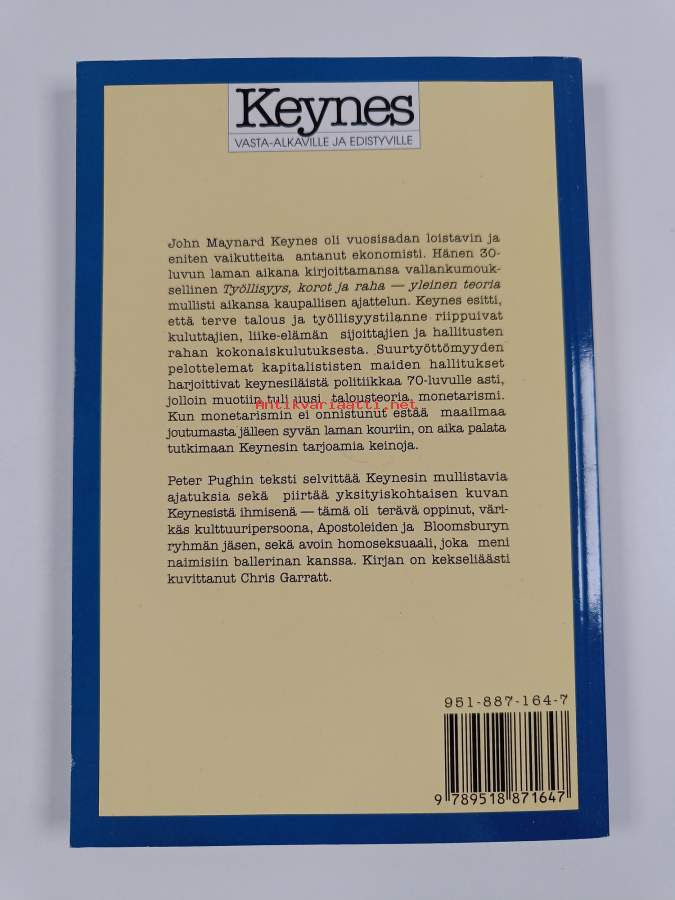 Keynes
VASTA-ALKAVILLE JA EDISTYVILLE
John Maynard Keynes oli vuosisadan loistavin ja
eniten vaikutteita antanut ekonomisti. Hänen 30-
luvun laman aikana kirjoittamansa vallankumouk-
sellinen Työllisyys, korot ja raha — yleinen teoria
mullisti aikansa kaupallisen ajattelun. Keynes esitti,
että terve talous ja työllisyystilanne riippuivat
kuluttajien, liike-elämän sijoittajien ja hallitusten
rahan kokonaiskulutuksesta. Suurtyöttömyyden
pelottelemat kapitalististen maiden hallitukset
harjoittivat keynesiläistä politiikkaa 70-luvulle asti,
jolloin muotiin tuli uusi talousteoria, monetarismi.
Antikvariaatti.net
Kun monetarismin ei onnistunut estää maailmaa
joutumasta jälleen syvän laman kouriin, on aika palata
tutkimaan Keynesin tarjoamia keinoja.
Peter Pughin teksti selvittää Keynesin mullistavia
ajatuksia sekä piirtää yksityiskohtaisen kuvan
Keynesistä ihmisenä — tämä oli terävä oppinut, väri-
käs kulttuuripersoona, Apostoleiden ja Bloomsburyn
ryhmän jäsen, sekä avoin homoseksuaali, joka meni
naimisiin ballerinan kanssa. Kirjan on kekseliäästi
kuvittanut Chris Garratt.
951-887-164-7
9 789518 871647